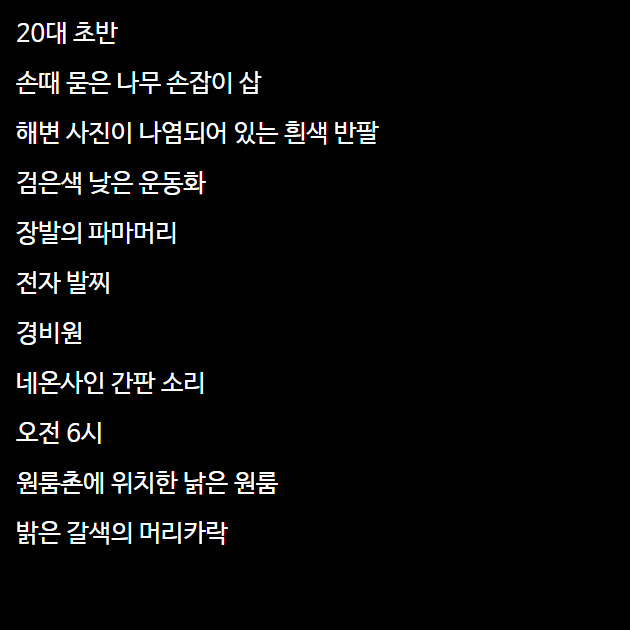 20대 초반
손때 묻은 나무 손잡이 삽
해변 사진이 나염되어 있는 흰색 반팔
검은색 낮은 운동화
장발의 파마머리
전자 발찌
경비원
네온사인 간판 소리
오전 6시
원룸촌에 위치한 낡은 원룸
밝은 갈색의 머리카락